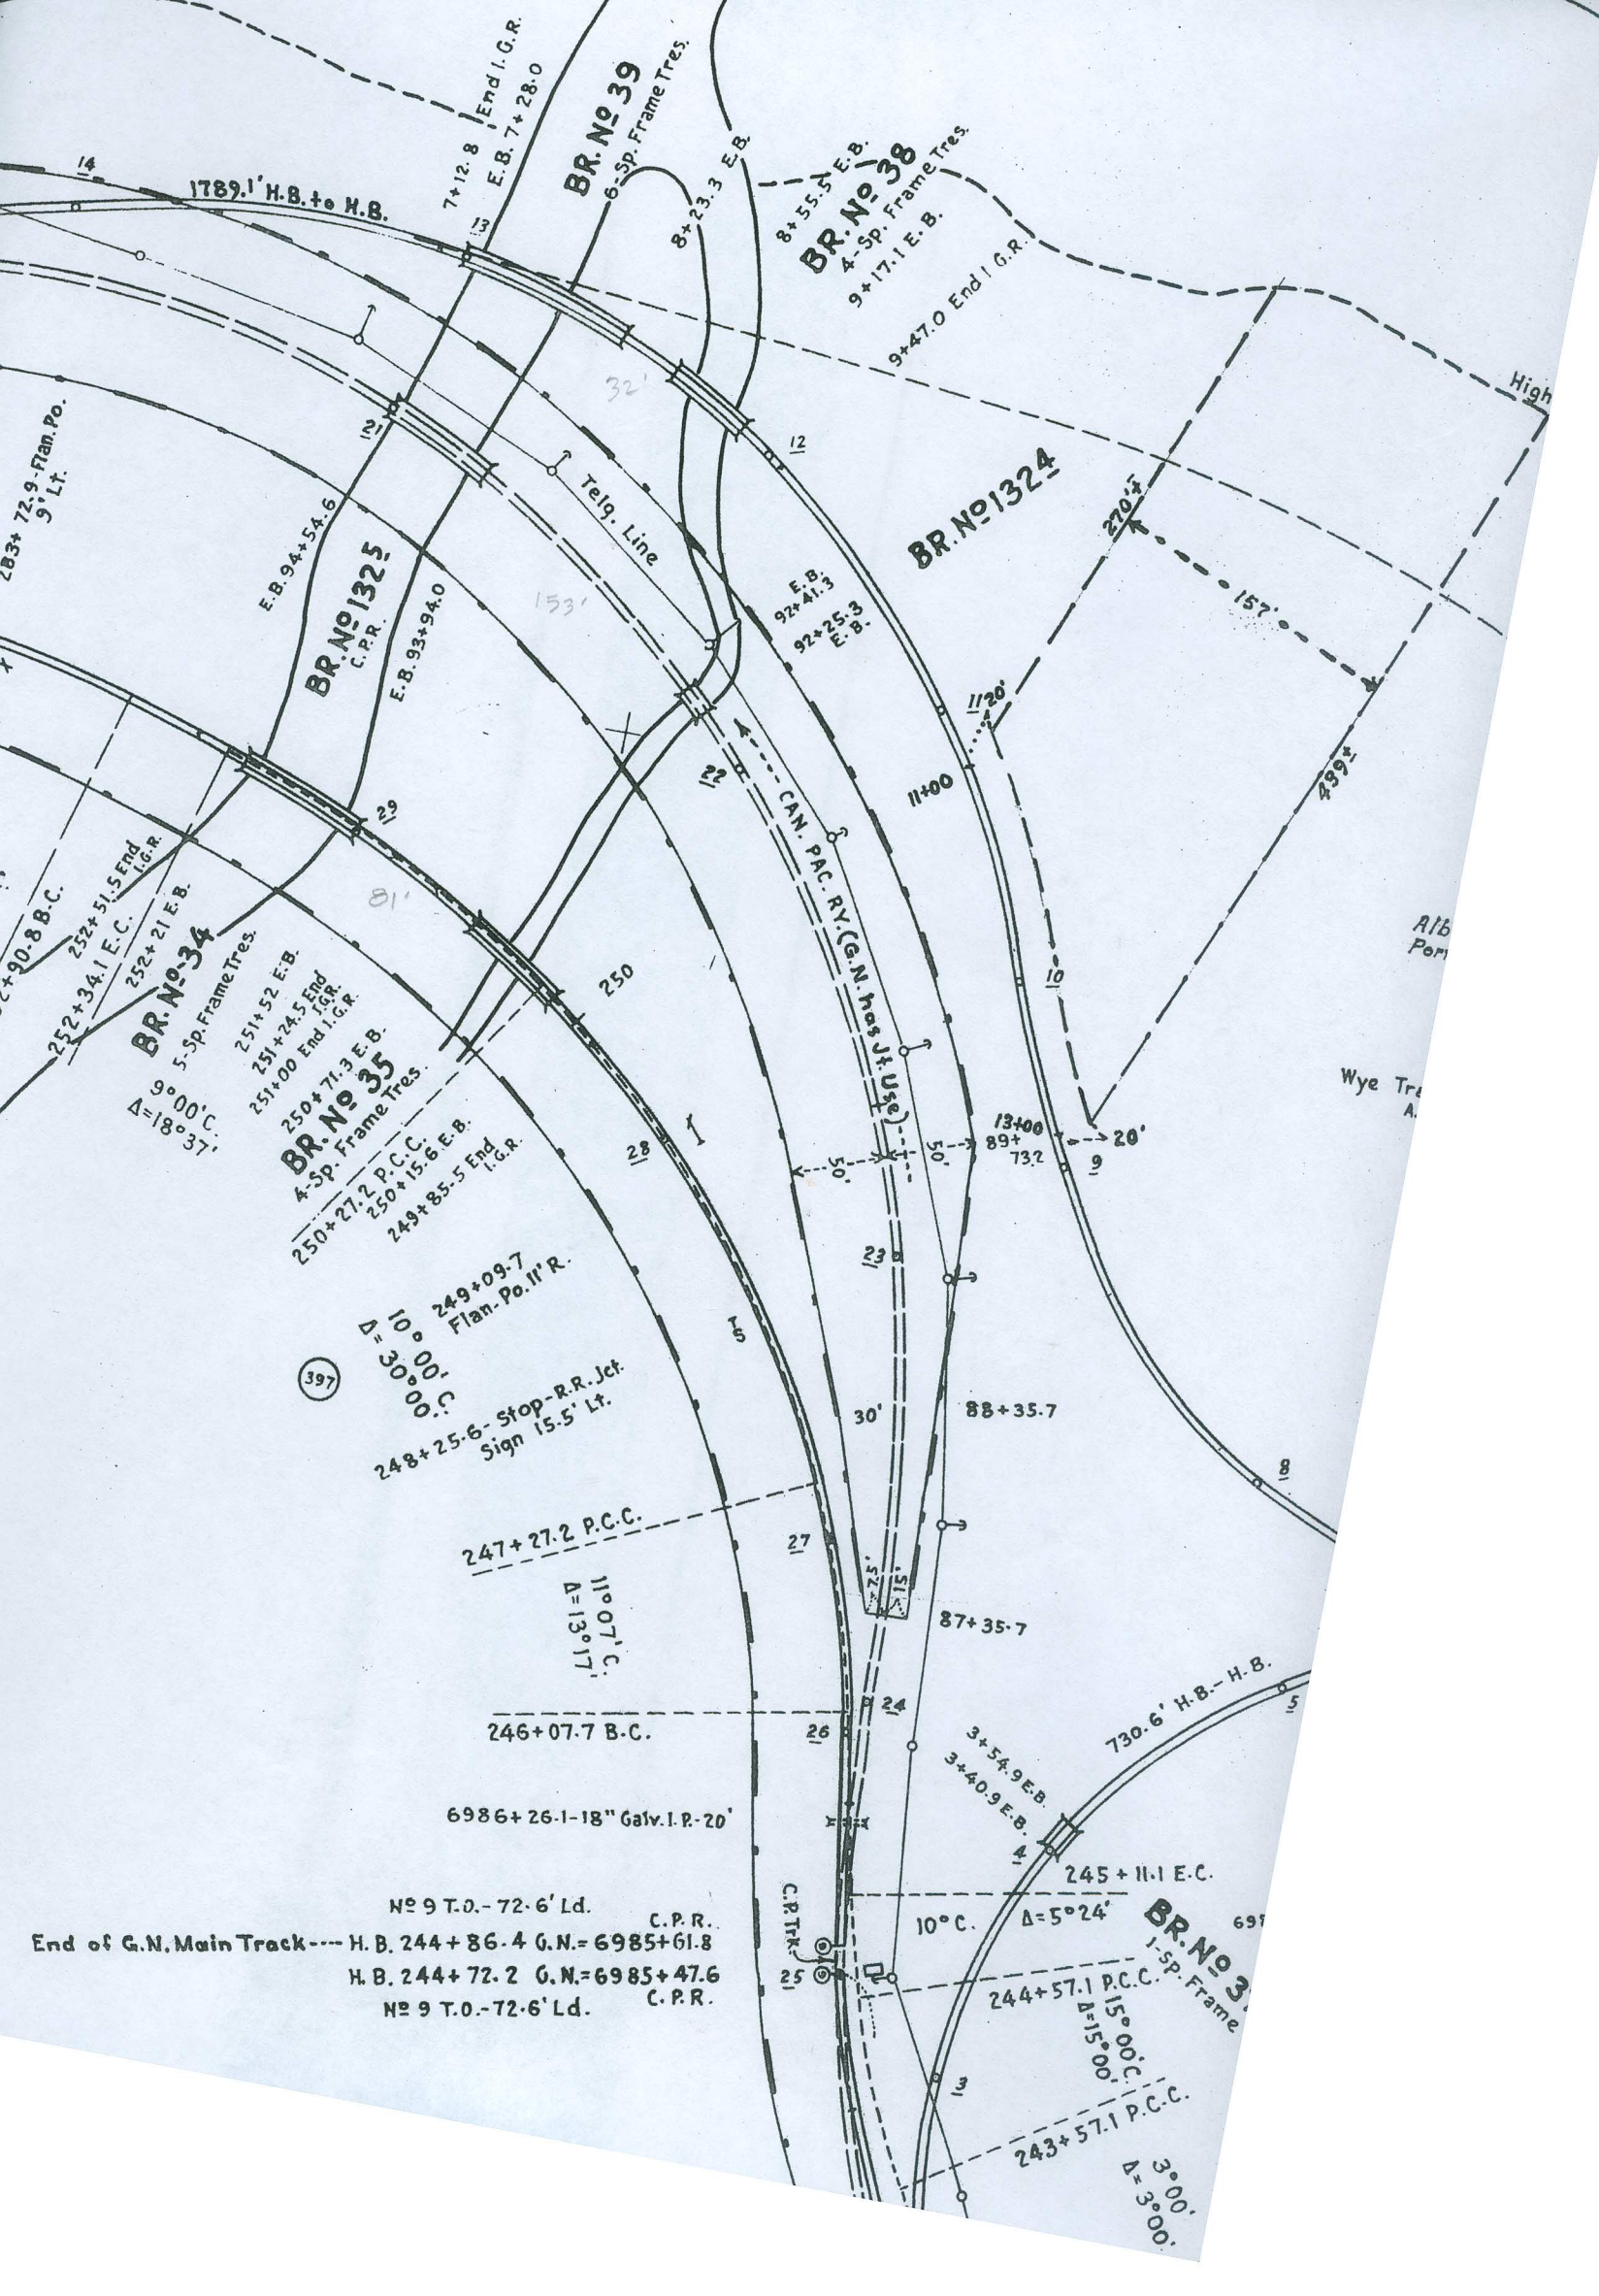 14
1789.1' H.B. to H.B.
7+12.8 End I.G.R.
E.B. 7+28.0
13
BR. Nº 39
6-Sp. Frame Tres.
8+23.3 E.B.
8+55.5 E.B.
BR. Nº 38
4-Sp. Frame Tres.
9+17.1 E.B.
9+47.0 End I.G.R.
High
32'
12
21
Telg. Line
BR. Nº 1324
270'±
157'
499±
283+72.9-Flan. Po.
9' Lt.
E.B. 94+54.6
BR. Nº 1325
C.P.R.
E.B. 93+94.0
153'
E.B.
92+41.3
92+25.3
E.B.
11
20'
11+00
22
CAN. PAC. RY. (G.N. has Jt. Use)
29
81'
252+51.5 End
I.G.R.
2+90.8 B.C.
252+34.1 E.C.
252+21 E.B.
BR. Nº 34
5-Sp. Frame Tres.
9°00' C.
Δ=18°37'
251+52 E.B.
251+24.5 End
I.G.R.
251+00 End I.G.R.
250+71.3 E.B.
BR. Nº 35
4-Sp. Frame Tres.
250+27.2 P.C.C.
250+15.6 E.B.
249+85.5 End
I.G.R.
250
10
Alb
Wye Tr
A.
28
50'
50'
13+00
89+
73.2
20'
9
23
249+09.7
Flan-Po. 11' R.
10° 00' C.
Δ= 30°00'
397
248+25.6-Stop-R.R. Jct.
Sign 15.5' Lt.
30'
88+35.7
8
247+27.2 P.C.C.
27
11°07' C.
Δ=13°17'
7.5'
15'
87+35.7
24
246+07.7 B.C.
26
730.6' H.B.-H.B.
5
3+54.9 E.B.
3+40.9 E.B.
4
6986+26.1-18" Galv. I.P.-20'
245+11.1 E.C.
10° C.
Δ=5°24'
BR. Nº 3
1-Sp. Frame
69
Nº 9 T.O.-72.6' Ld.
C.P.R.
End of G.N. Main Track---- H.B. 244+86.4 G.N.=6985+61.8
H.B. 244+72.2 G.N.=6985+47.6
C.P.R.
Nº 9 T.O.-72.6' Ld.
C.P. Trk.
25
244+57.1 P.C.C.
15°00' C.
Δ=15°00'
3
243+57.1 P.C.C.
3°00'
Δ= 3°00'